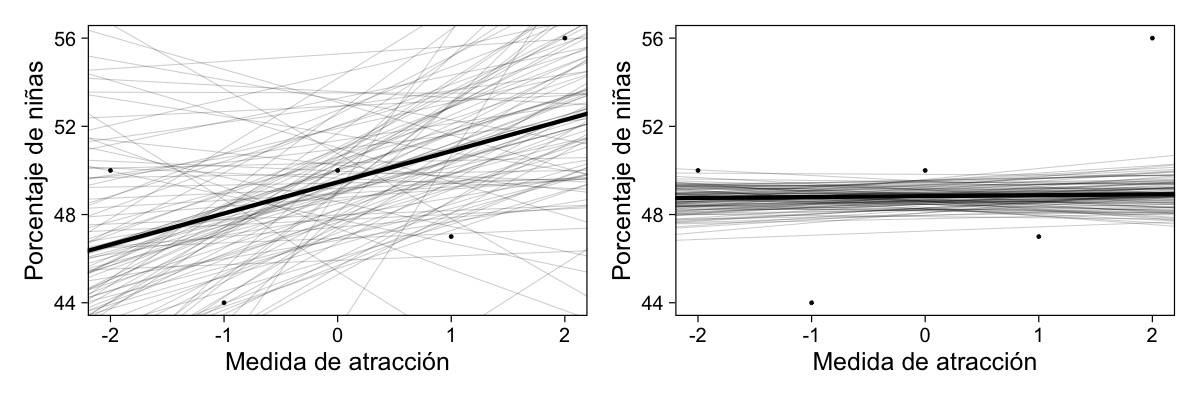 Porcentaje de niñas
56
52
48
44
-2 -1 0 1 2
Medida de atracción
Porcentaje de niñas
56
52
48
44
-2 -1 0 1 2
Medida de atracción